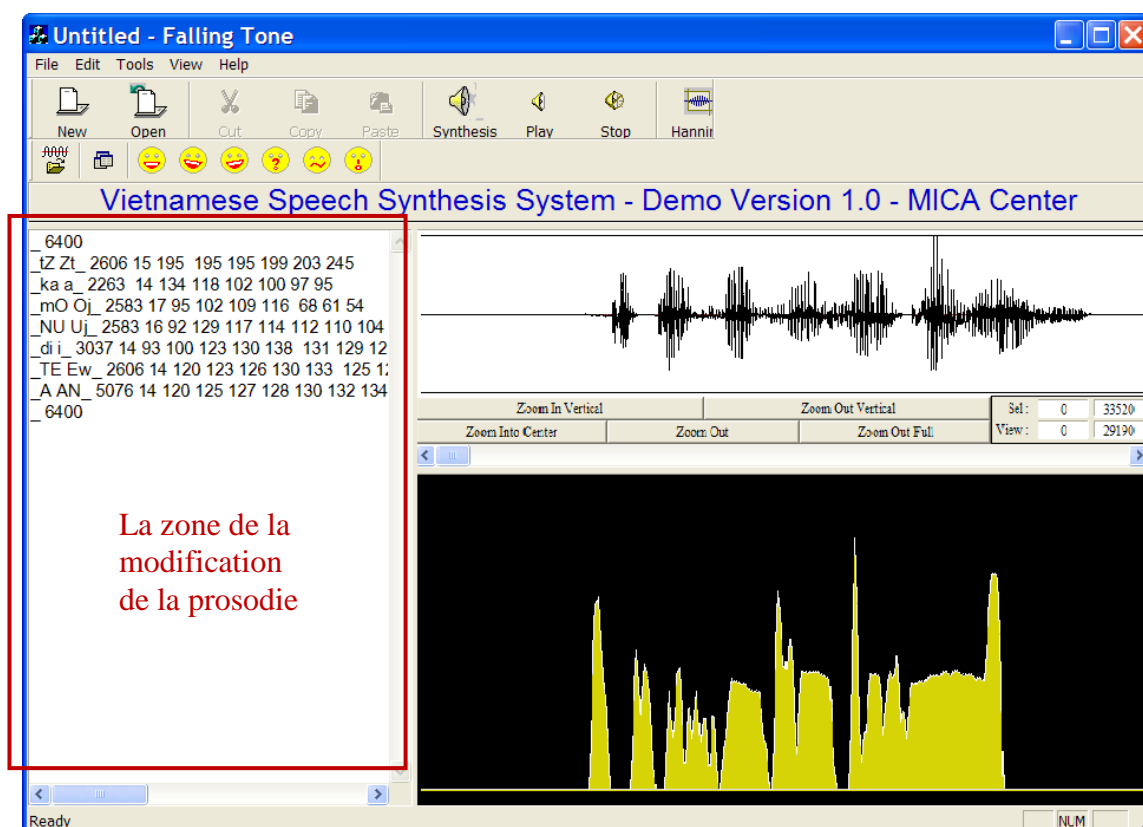 Untitled - Falling Tone
File Edit Tools View Help
New Open Cut Copy Paste Synthesis Play Stop Hannin
Vietnamese Speech Synthesis System - Demo Version 1.0 - MICA Center
_ 6400
_tZ Zt_ 2606 15 195 195 195 199 203 245
_ka a_ 2263 14 134 118 102 100 97 95
_mO Oj_ 2583 17 95 102 109 116 68 61 54
_NU Uj_ 2583 16 92 129 117 114 112 110 104
_di i_ 3037 14 93 100 123 130 138 131 129 12
_TE Ew_ 2606 14 120 123 126 130 133 125 12
_A AN_ 5076 14 120 125 127 128 130 132 134
_ 6400
La zone de la
modification
de la prosodie
Zoom In Vertical Zoom Out Vertical Sel : 0 33520
Zoom Into Center Zoom Out Zoom Out Full View : 0 29190
Ready NUM